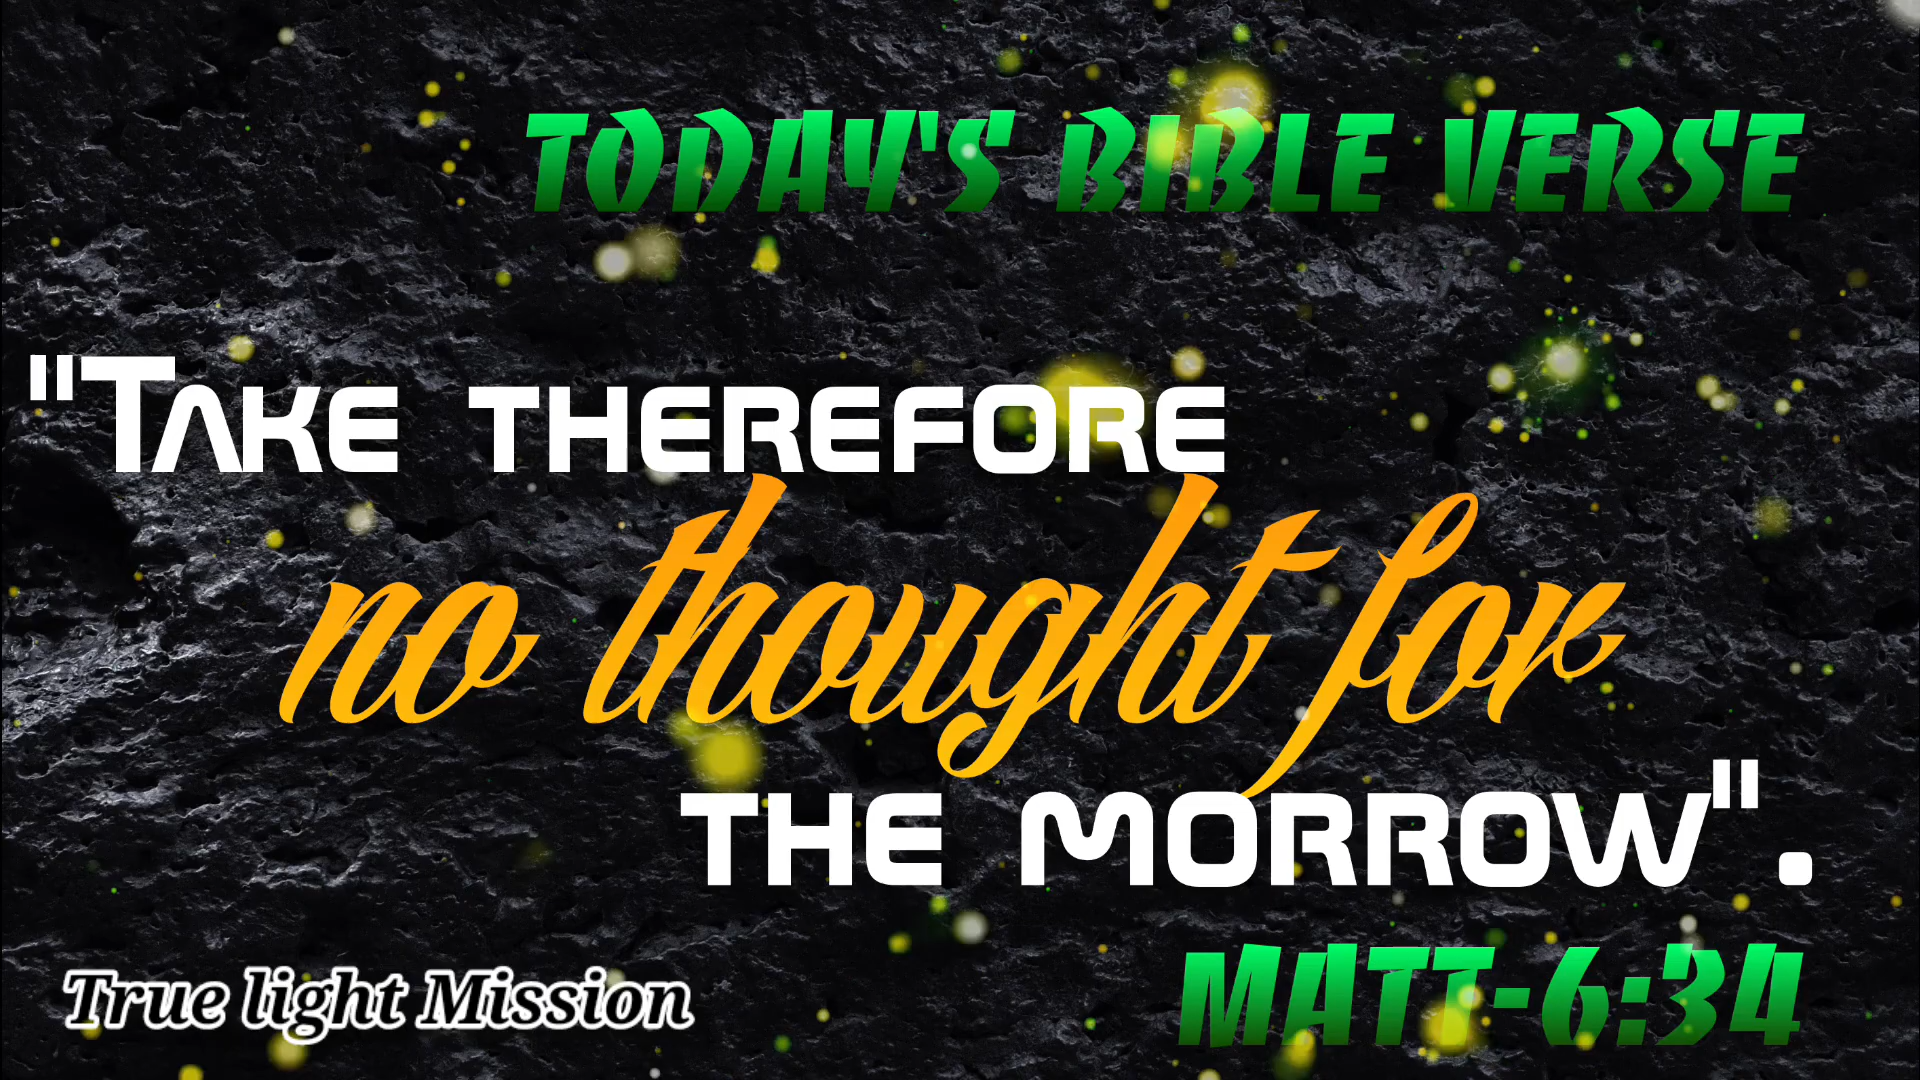 TODAY'S BIBLE VERSE
"Take therefore
no thought for
the morrow".
MATT-6:34
True light Mission